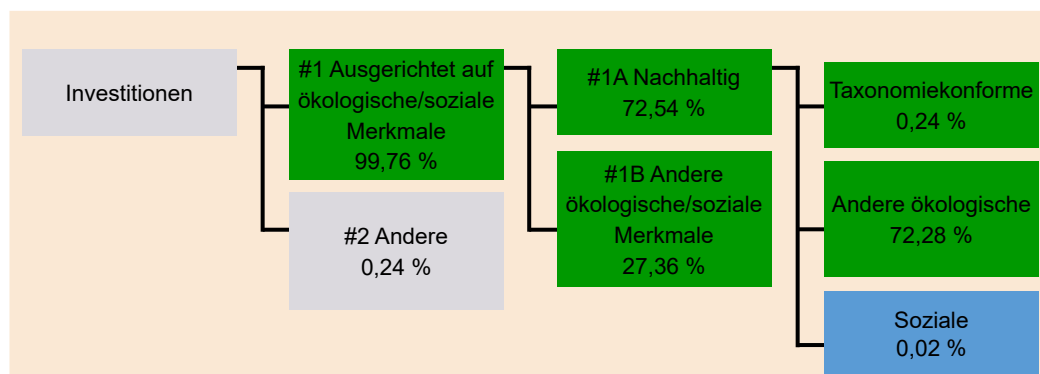 Investitionen
#1 Ausgerichtet auf
ökologische/soziale
Merkmale
99,76 %
#2 Andere
0,24 %
#1A Nachhaltig
72,54 %
#1B Andere
ökologische/soziale
Merkmale
27,36 %
Taxonomiekonforme
0,24 %
Andere ökologische
72,28 %
Soziale
0,02 %